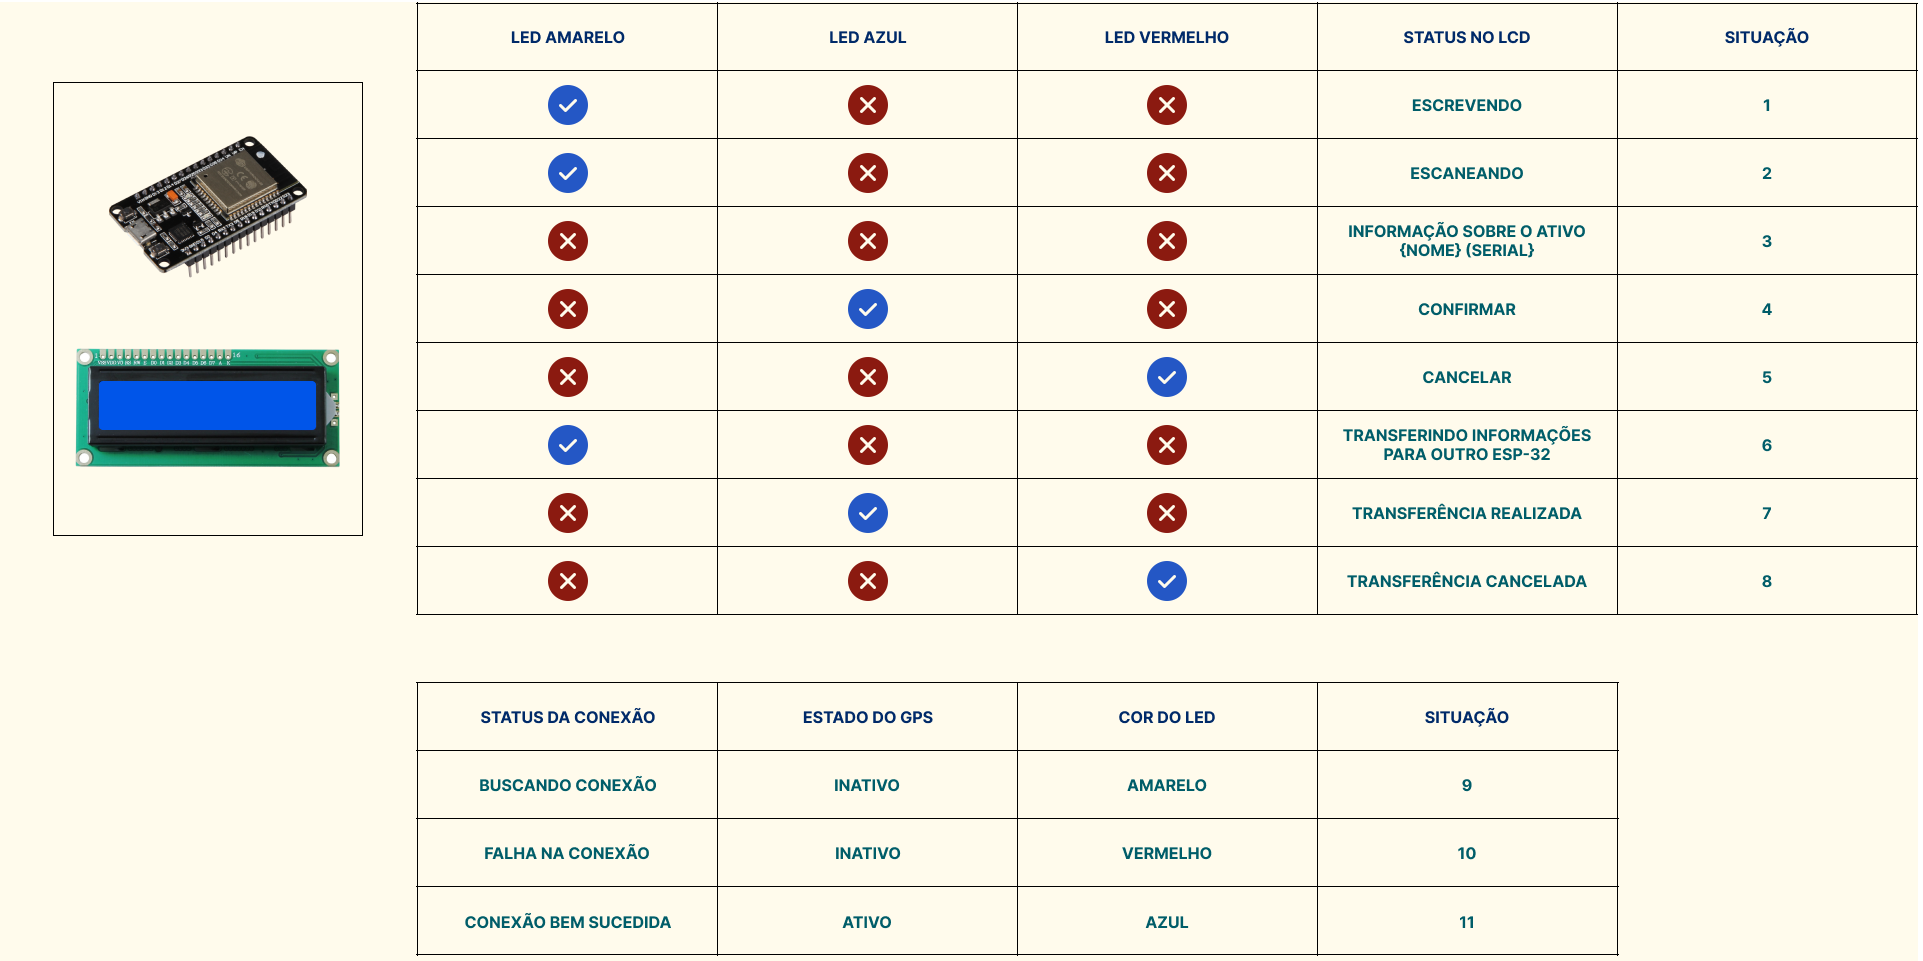 LED AMARELO LED AZUL LED VERMELHO STATUS NO LCD SITUAÇÃO
ESCREVENDO 1
ESCANEANDO 2
INFORMAÇÃO SOBRE O ATIVO
{NOME} (SERIAL} 3
CONFIRMAR 4
CANCELAR 5
TRANSFERINDO INFORMAÇÕES
PARA OUTRO ESP-32 6
TRANSFERÊNCIA REALIZADA 7
TRANSFERÊNCIA CANCELADA 8
STATUS DA CONEXÃO ESTADO DO GPS COR DO LED SITUAÇÃO
BUSCANDO CONEXÃO INATIVO AMARELO 9
FALHA NA CONEXÃO INATIVO VERMELHO 10
CONEXÃO BEM SUCEDIDA ATIVO AZUL 11